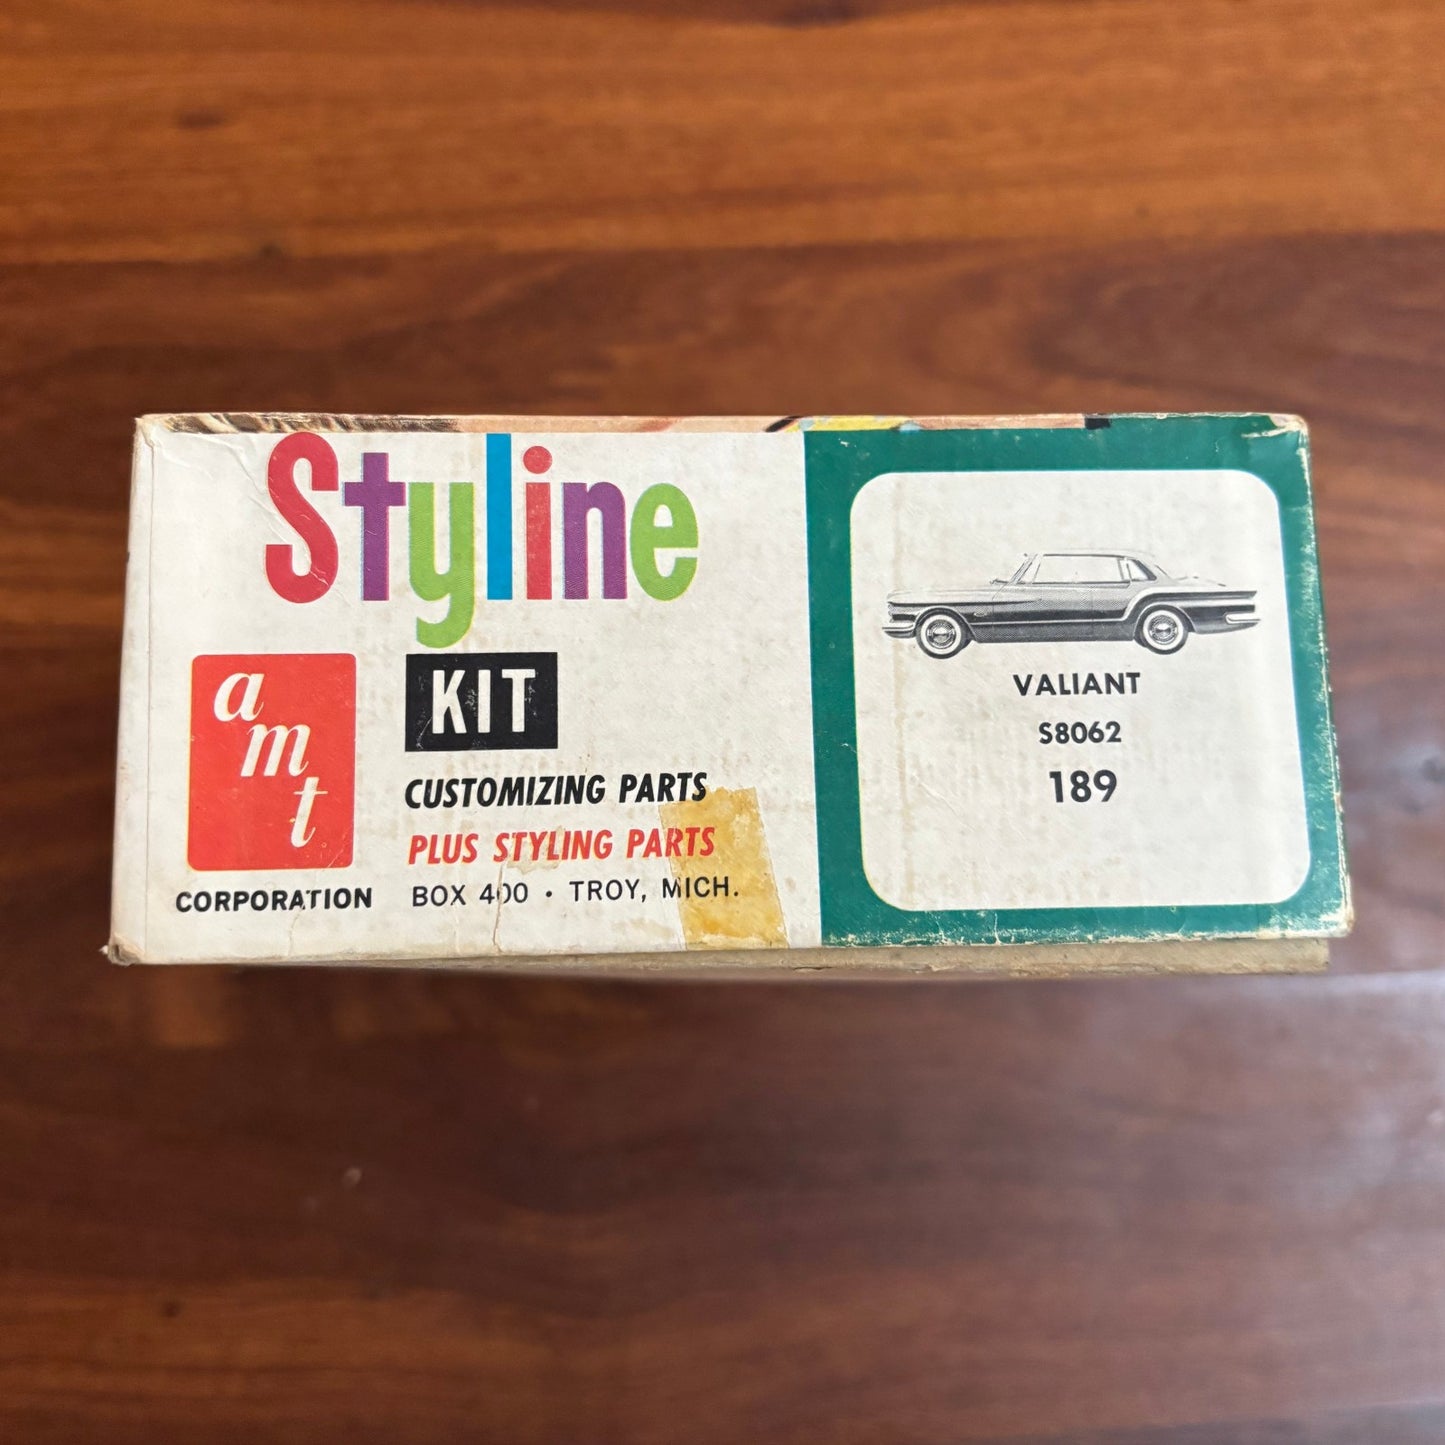 Styline
KIT
amt
CORPORATION
CUSTOMIZING PARTS
PLUS STYLING PARTS
BOX 400 • TROY, MICH.
VALIANT
S8062
189